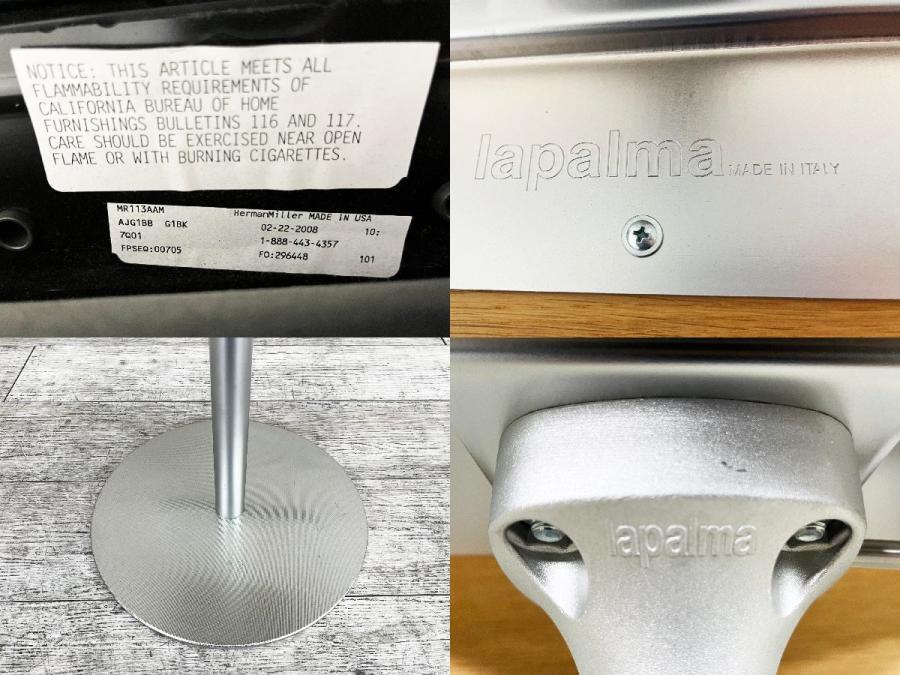 NOTICE: THIS ARTICLE MEETS ALL
FLAMMABILITY REQUIREMENTS OF
CALIFORNIA BUREAU OF HOME
FURNISHINGS BULLETINS 116 AND 117.
CARE SHOULD BE EXERCISED NEAR OPEN
FLAME OR WITH BURNING CIGARETTES.
MR113AAM HermanMiller MADE IN USA
AJG1BB G1BK 02-22-2008 10:
7Q01 1-888-443-4357
FPSEQ:00705 FO:296448 101
lapalma MADE IN ITALY
lapalma